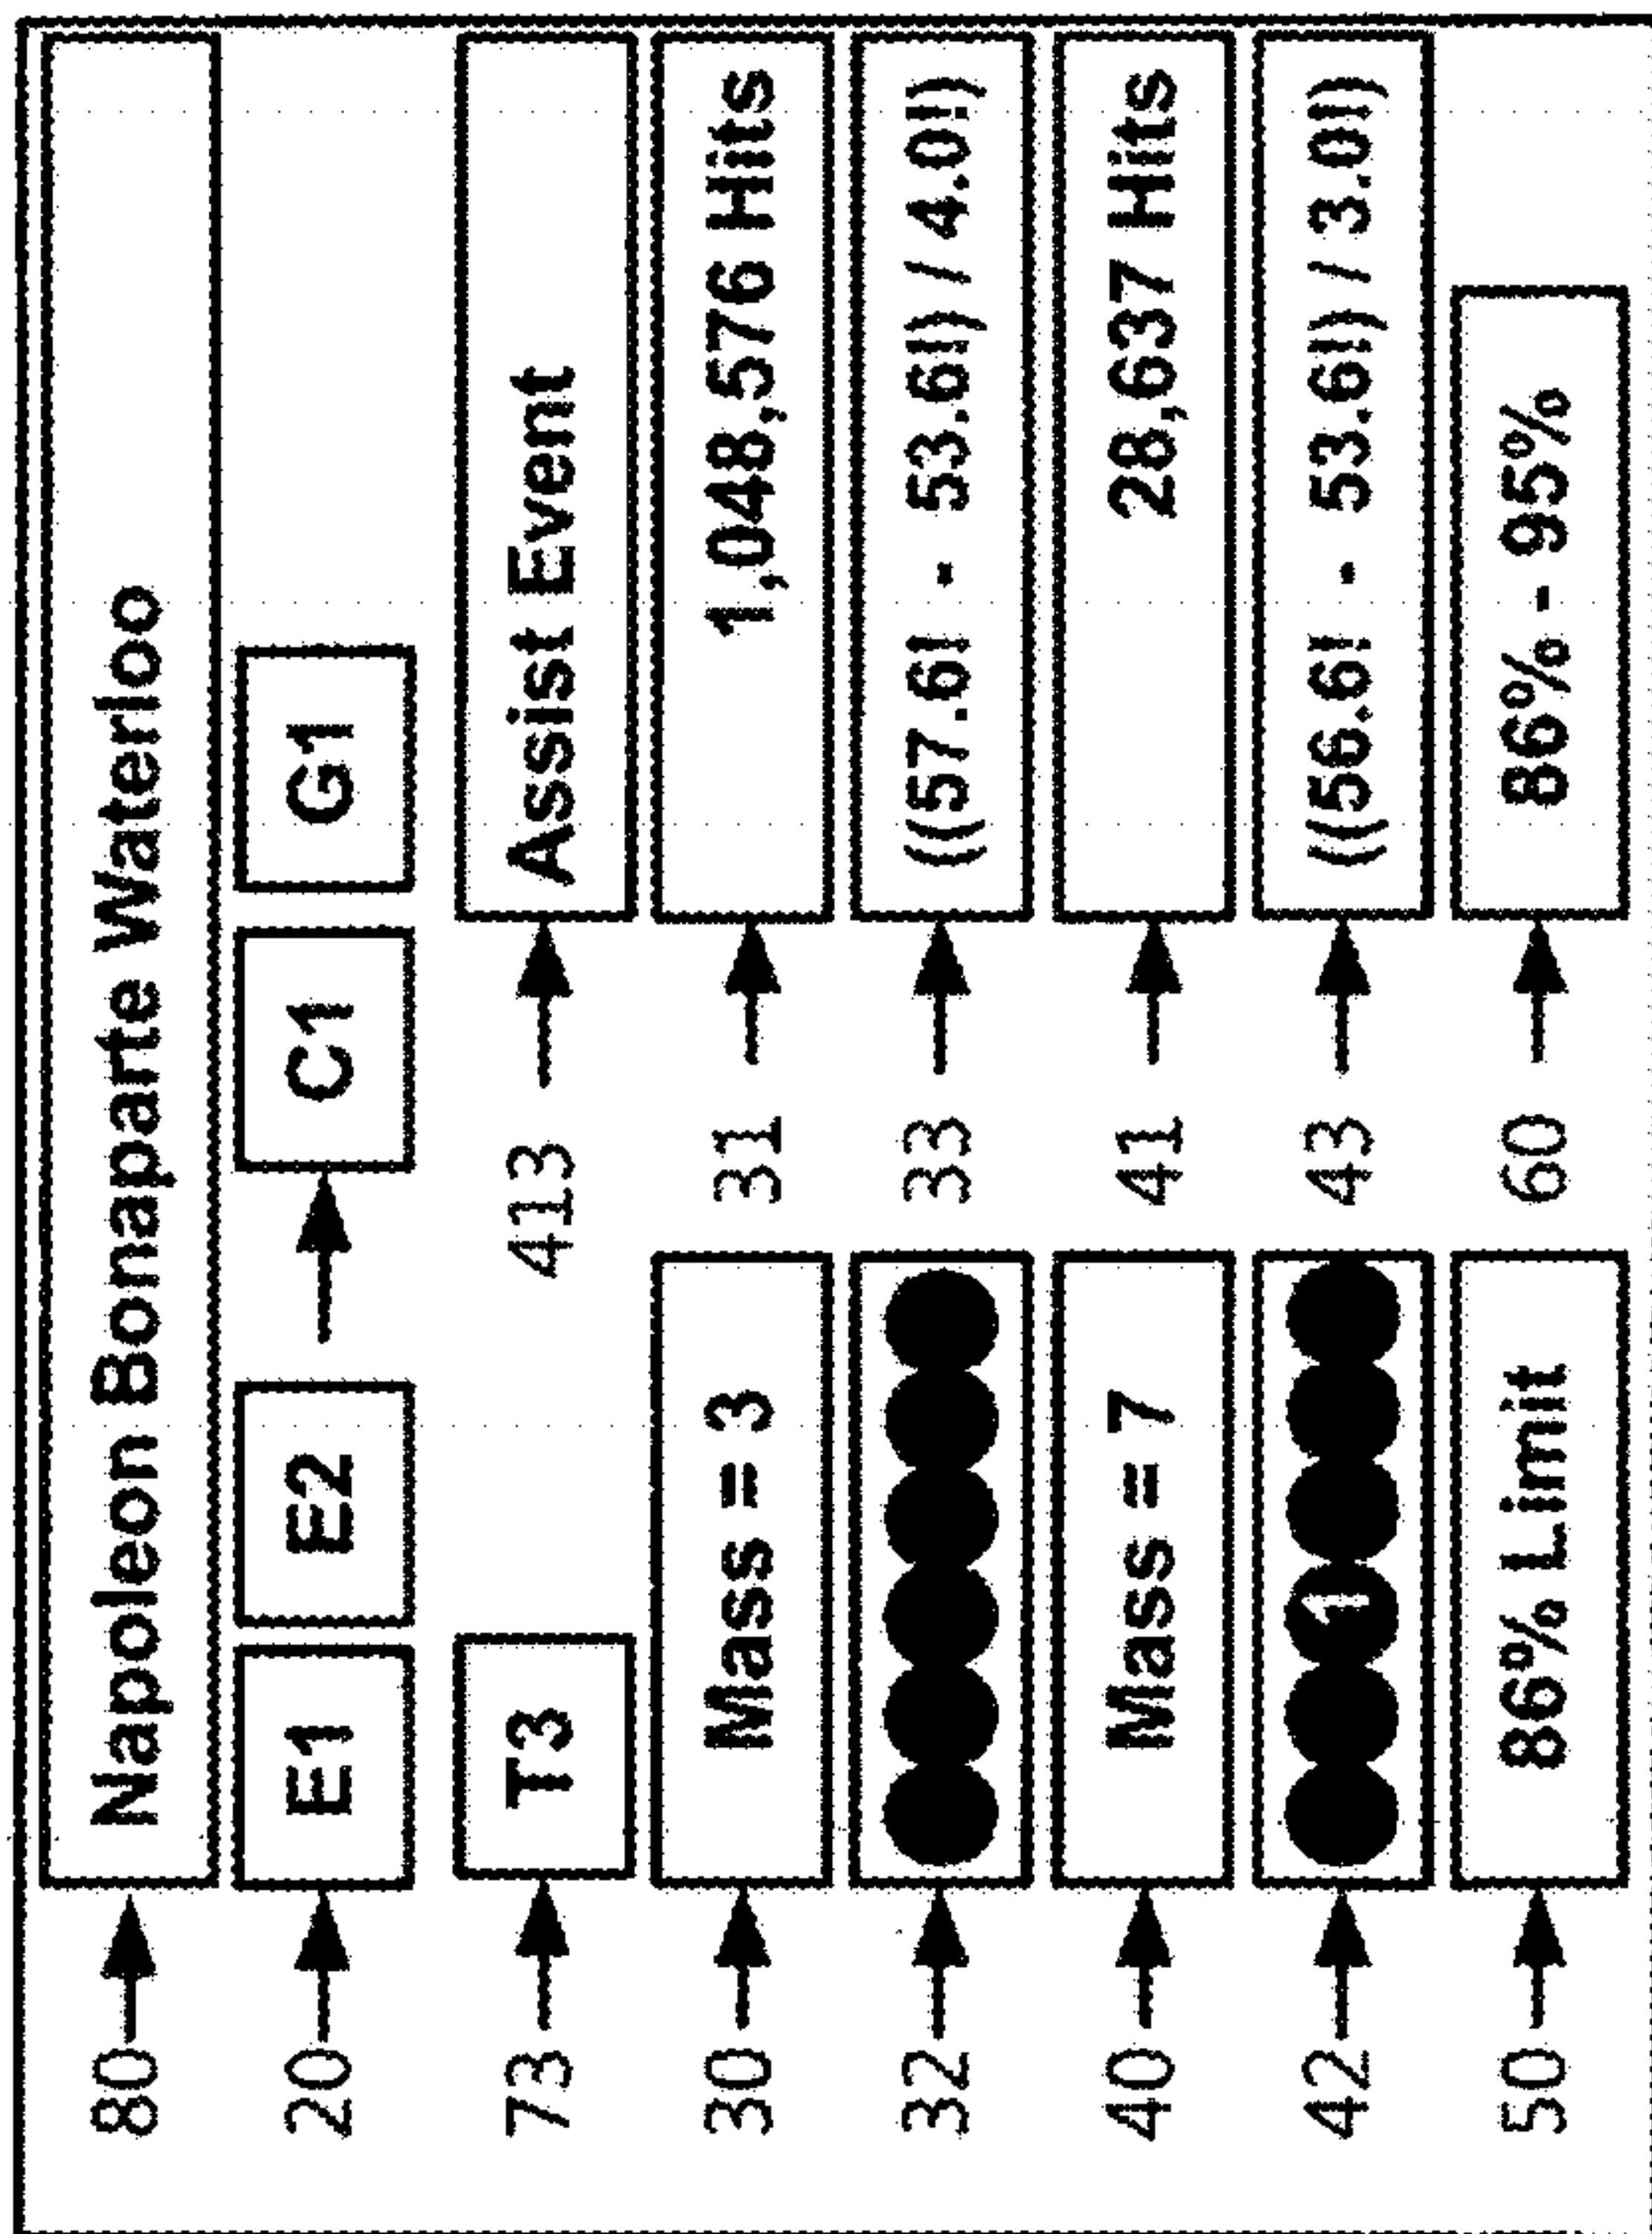 80 Napoleon Bonaparte Waterloo
20 E1 E2 C1 G1
73 T3 413 Assist Event
30 Mass = 3 31 1,048,576 Hits
32 33 ((57.6!  -  53.6!) / 4.0!)
40 Mass = 7 41 28,637 Hits
42 1 43 ((56.6!  -  53.6!) / 3.0!)
50 86% Limit 60 86% - 95%